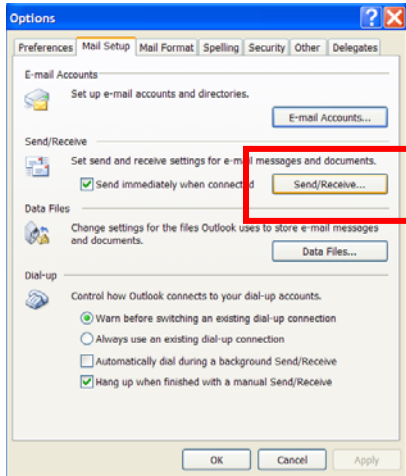 Options
Preferences Mail Setup Mail Format Spelling Security Other Delegates
E-mail Accounts
Set up e-mail accounts and directories.
E-mail Accounts...
Send/Receive
Set send and receive settings for e-mail messages and documents.
Send immediately when connected
Send/Receive...
Data Files
Change settings for the files Outlook uses to store e-mail messages
and documents.
Data Files...
Dial-up
Control how Outlook connects to your dial-up accounts.
Warn before switching an existing dial-up connection
Always use an existing dial-up connection
Automatically dial during a background Send/Receive
Hang up when finished with a manual Send/Receive
OK Cancel Apply